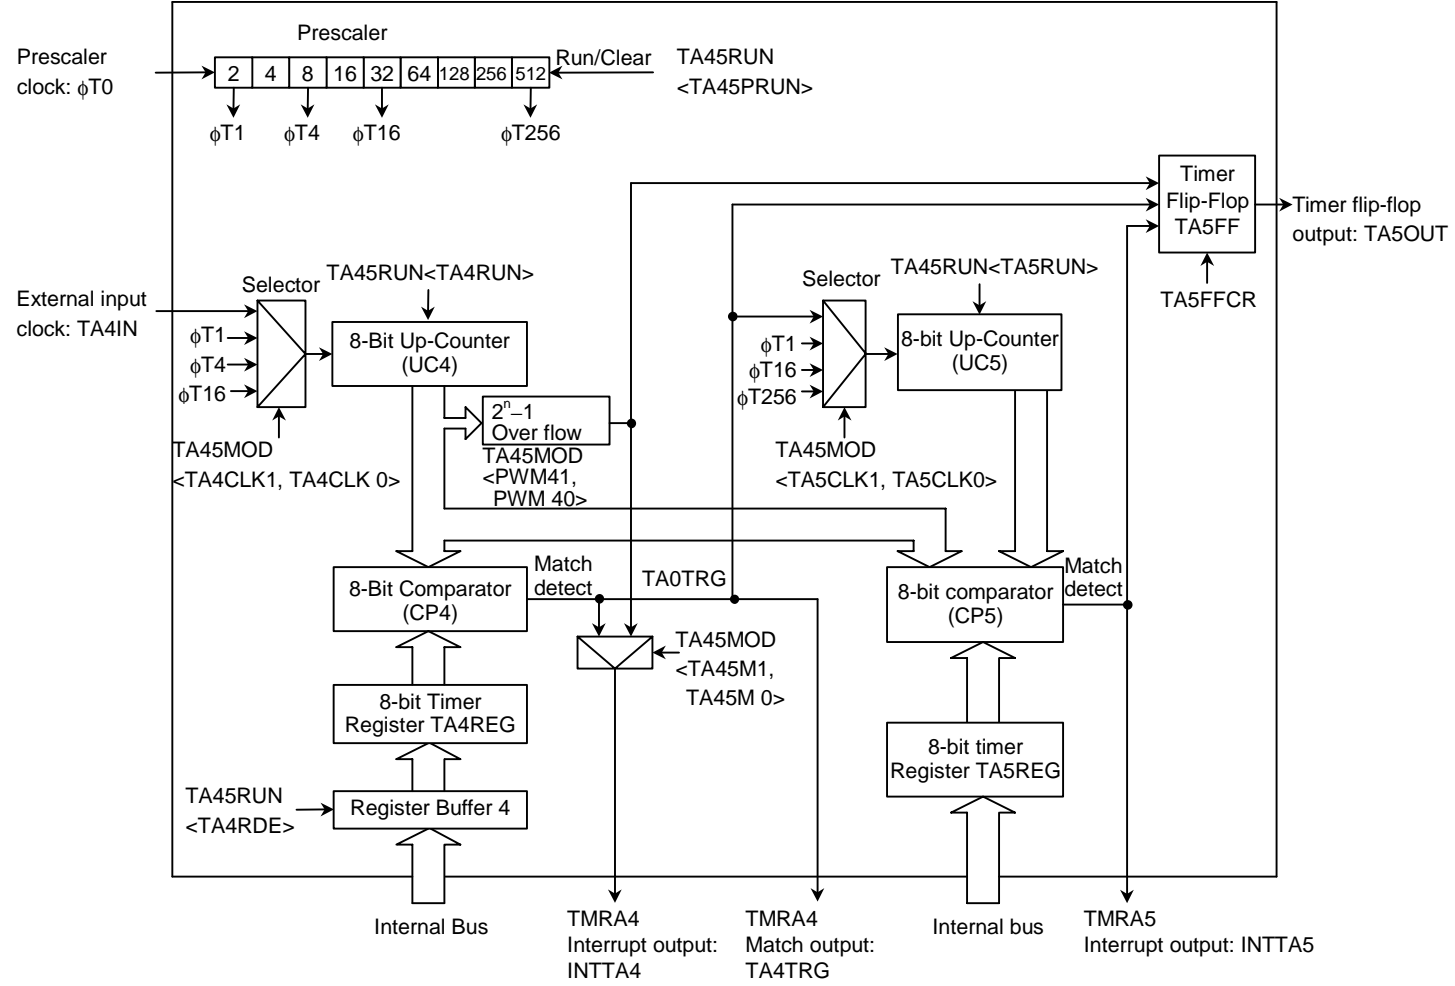 Prescaler
Prescaler
clock: ϕT0
2 4 8 16 32 64 128 256 512
Run/Clear
TA45RUN
<TA45PRUN>
ϕT1
ϕT4
ϕT16
ϕT256
Timer
Flip-Flop
TA5FF
Timer flip-flop
output: TA5OUT
TA5FFCR
External input
clock: TA4IN
Selector
TA45RUN<TA4RUN>
ϕT1
ϕT4
ϕT16
8-Bit Up-Counter
(UC4)
TA45MOD
<TA4CLK1, TA4CLK 0>
2ⁿ–1
Over flow
TA45MOD
<PWM41,
PWM 40>
Selector
TA45RUN<TA5RUN>
ϕT1
ϕT16
ϕT256
8-bit Up-Counter
(UC5)
TA45MOD
<TA5CLK1, TA5CLK0>
8-Bit Comparator
(CP4)
Match
detect
TA0TRG
8-bit comparator
(CP5)
Match
detect
TA45MOD
<TA45M1,
TA45M 0>
8-bit Timer
Register TA4REG
8-bit timer
Register TA5REG
TA45RUN
<TA4RDE>
Register Buffer 4
Internal Bus
TMRA4
Interrupt output:
INTTA4
TMRA4
Match output:
TA4TRG
Internal bus
TMRA5
Interrupt output: INTTA5